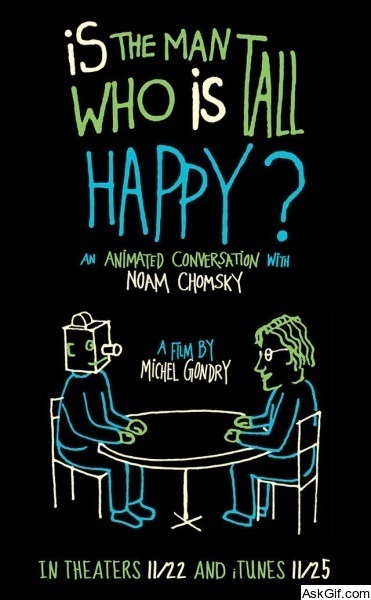 iS THE MAN
WHO iS TALL
HAPPY?
AN ANIMATED CONVERSATION WITH
NOAM CHOMSKY
A FILM BY
MICHEL GONDRY
IN THEATERS 11/22 AND iTUNES 11/25
AskGif.com